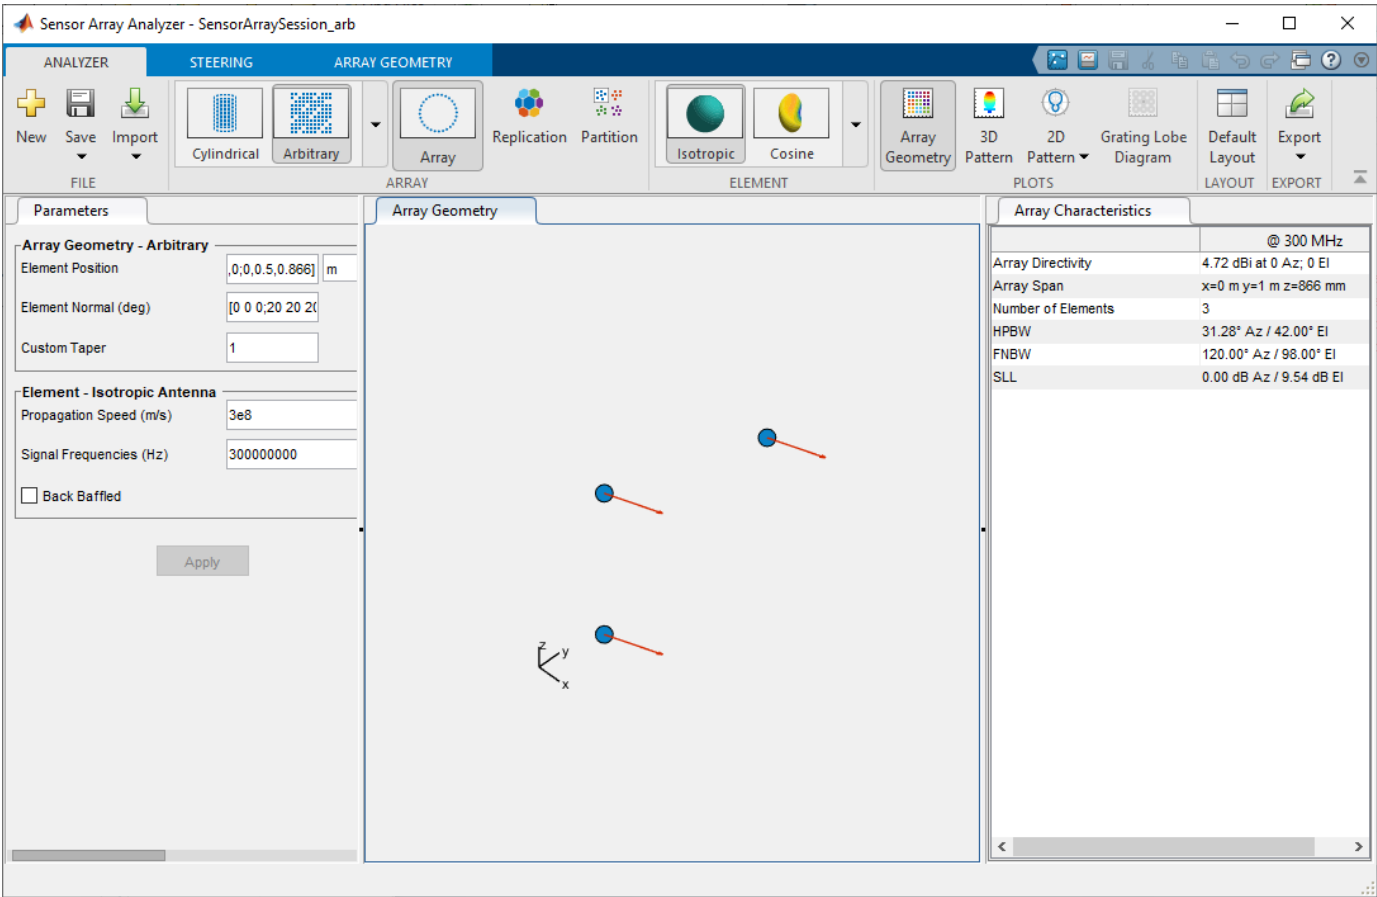 Sensor Array Analyzer - SensorArraySession_arb
ANALYZER STEERING ARRAY GEOMETRY
New Save Import
Cylindrical Arbitrary
Array
Replication Partition
Isotropic Cosine
Array Geometry
3D Pattern
2D Pattern
Grating Lobe Diagram
Default Layout
Export
FILE ARRAY ELEMENT PLOTS LAYOUT EXPORT
Parameters
Array Geometry - Arbitrary
Element Position ,0;0,0.5,0.866] m
Element Normal (deg) [0 0 0;20 20 2(
Custom Taper 1
Element - Isotropic Antenna
Propagation Speed (m/s) 3e8
Signal Frequencies (Hz) 300000000
Back Baffled
Apply
Array Geometry
z
y
x
Array Characteristics
@ 300 MHz
Array Directivity 4.72 dBi at 0 Az; 0 El
Array Span x=0 m y=1 m z=866 mm
Number of Elements 3
HPBW 31.28° Az / 42.00° El
FNBW 120.00° Az / 98.00° El
SLL 0.00 dB Az / 9.54 dB El